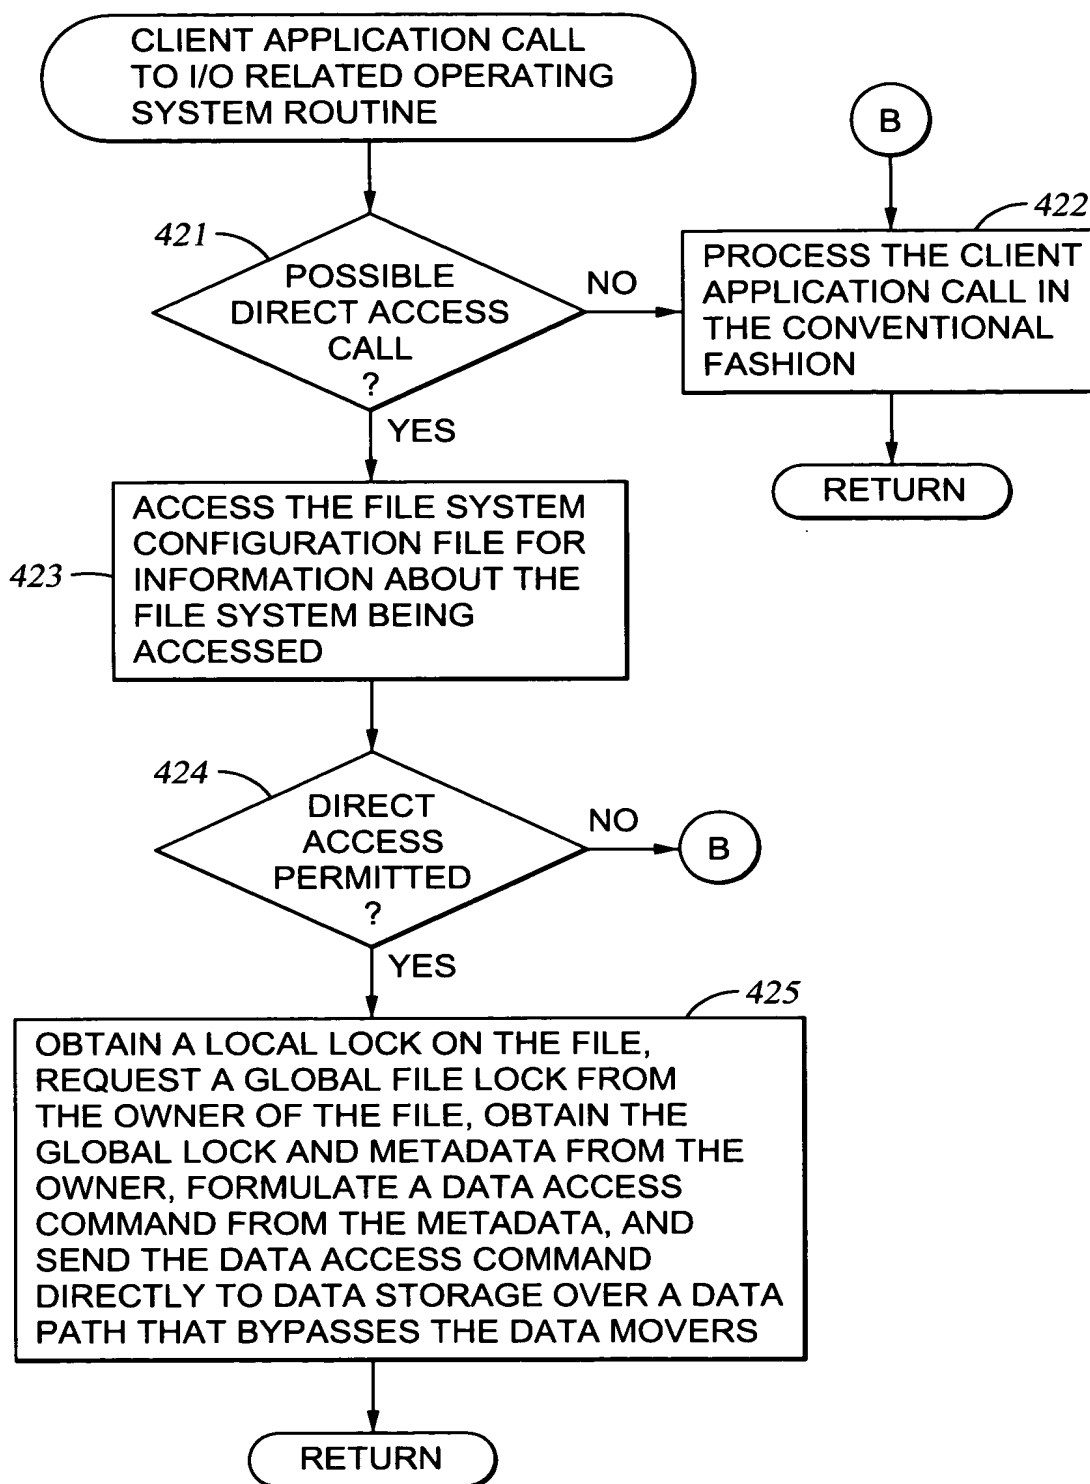 CLIENT APPLICATION CALL
TO I/O RELATED OPERATING
SYSTEM ROUTINE
B
421
422
POSSIBLE
DIRECT ACCESS
CALL
?
NO
PROCESS THE CLIENT
APPLICATION CALL IN
THE CONVENTIONAL
FASHION
YES
RETURN
423
ACCESS THE FILE SYSTEM
CONFIGURATION FILE FOR
INFORMATION ABOUT THE
FILE SYSTEM BEING
ACCESSED
424
DIRECT
ACCESS
PERMITTED
?
NO
B
YES
425
OBTAIN A LOCAL LOCK ON THE FILE,
REQUEST A GLOBAL FILE LOCK FROM
THE OWNER OF THE FILE, OBTAIN THE
GLOBAL LOCK AND METADATA FROM THE
OWNER, FORMULATE A DATA ACCESS
COMMAND FROM THE METADATA, AND
SEND THE DATA ACCESS COMMAND
DIRECTLY TO DATA STORAGE OVER A DATA
PATH THAT BYPASSES THE DATA MOVERS
RETURN